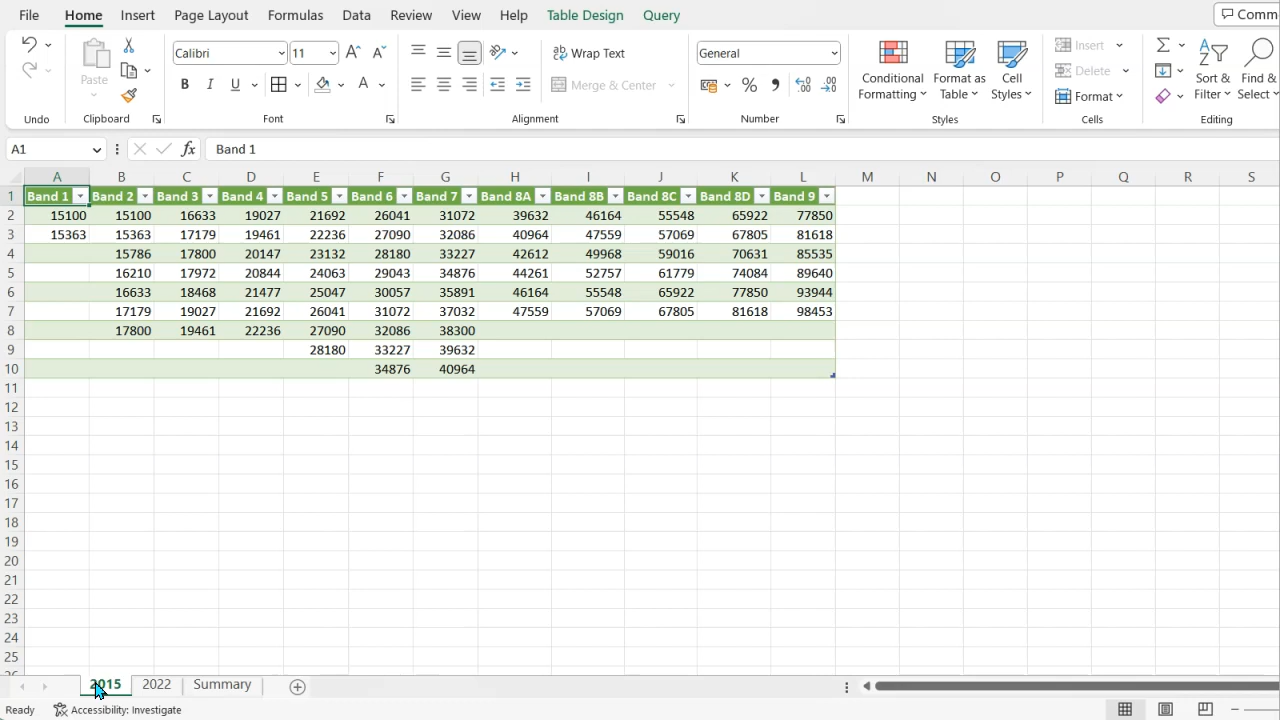 File Home Insert Page Layout Formulas Data Review View Help Table Design Query Comm
Calibri 11 Wrap Text General Insert Σ
Paste B I U Merge & Center % Conditional Formatting Format as Table Cell Styles Delete Sort & Filter Find & Select
Format
Undo Clipboard Font Alignment Number Styles Cells Editing
A1 fx Band 1
A B C D E F G H I J K L M N O P Q R S
1 Band 1 Band 2 Band 3 Band 4 Band 5 Band 6 Band 7 Band 8A Band 8B Band 8C Band 8D Band 9
2 15100 15100 16633 19027 21692 26041 31072 39632 46164 55548 65922 77850
3 15363 15363 17179 19461 22236 27090 32086 40964 47559 57069 67805 81618
4 15786 17800 20147 23132 28180 33227 42612 49968 59016 70631 85535
5 16210 17972 20844 24063 29043 34876 44261 52757 61779 74084 89640
6 16633 18468 21477 25047 30057 35891 46164 55548 65922 77850 93944
7 17179 19027 21692 26041 31072 37032 47559 57069 67805 81618 98453
8 17800 19461 22236 27090 32086 38300
9 28180 33227 39632
10 34876 40964
11
12
13
14
15
16
17
18
19
20
21
22
23
24
25
2015 2022 Summary
Ready Accessibility: Investigate